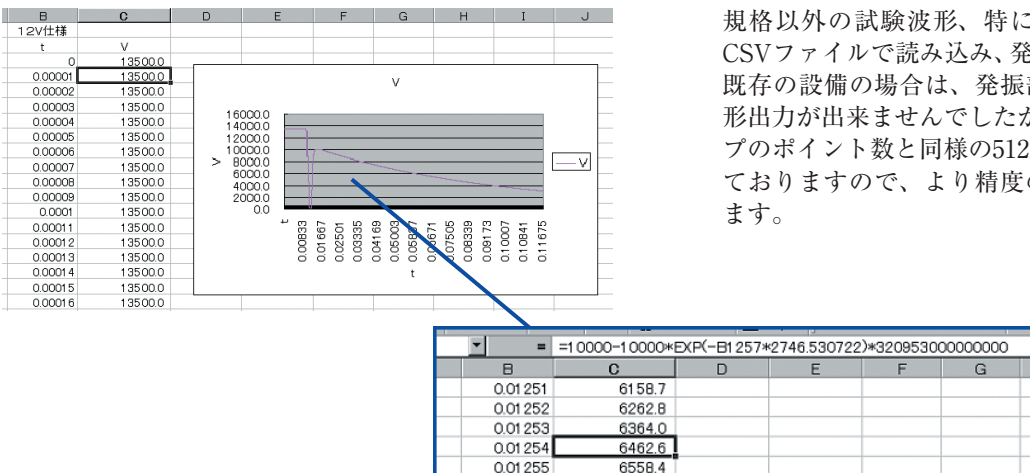 B C D E F G H I J
12V仕様
t V
0 13500.0
0.00001 13500.0
0.00002 13500.0
0.00003 13500.0
0.00004 13500.0
0.00005 13500.0
0.00006 13500.0
0.00007 13500.0
0.00008 13500.0
0.00009 13500.0
0.0001 13500.0
0.00011 13500.0
0.00012 13500.0
0.00013 13500.0
0.00014 13500.0
0.00015 13500.0
0.00016 13500.0
V
16000.0
14000.0
12000.0
10000.0
8000.0
6000.0
4000.0
2000.0
0.0
V
V
t 0.00833 0.01667 0.02501 0.03335 0.04169 0.05003 0.07505 0.08339 0.09173 0.10007 0.10841 0.11675
t
規格以外の試験波形、特に
CSVファイルで読み込み、発
既存の設備の場合は、発振
形出力が出来ませんでしたが
プのポイント数と同様の512
ておりますので、より精度の
ます。
= =10000-10000*EXP(-B1257*2746.530722)*320953000000000
B C D E F G
0.01251 6158.7
0.01252 6262.8
0.01253 6364.0
0.01254 6462.6
0.01255 6558.4